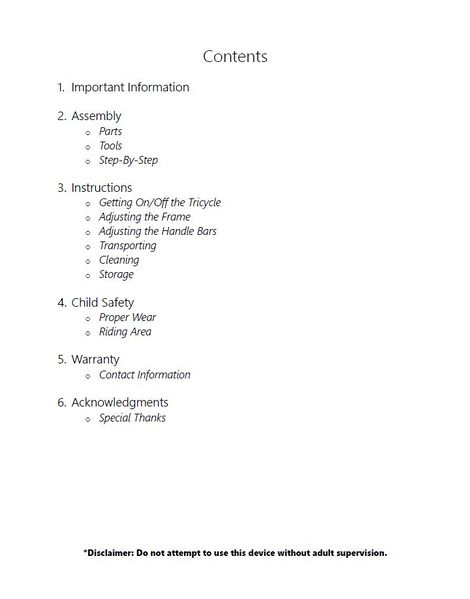 Contents
1. Important Information
2. Assembly
o Parts
o Tools
o Step-By-Step
3. Instructions
o Getting On/Off the Tricycle
o Adjusting the Frame
o Adjusting the Handle Bars
o Transporting
o Cleaning
o Storage
4. Child Safety
o Proper Wear
o Riding Area
5. Warranty
o Contact Information
6. Acknowledgments
o Special Thanks
*Disclaimer: Do not attempt to use this device without adult supervision.